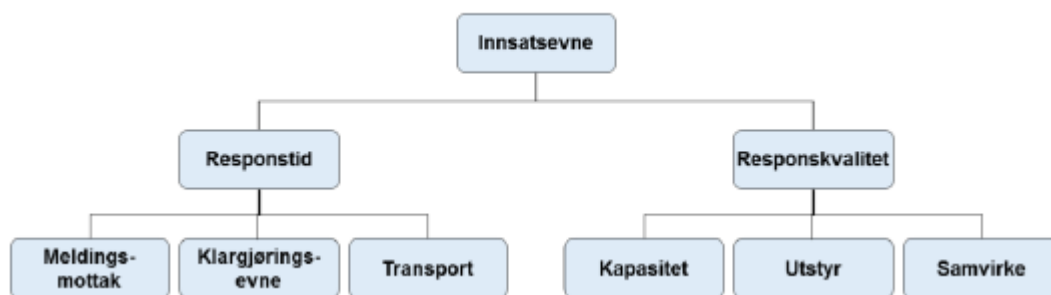 Innsatsevne
Responstid
Responskvalitet
Meldings-
mottak
Klargjørings-
evne
Transport
Kapasitet
Utstyr
Samvirke